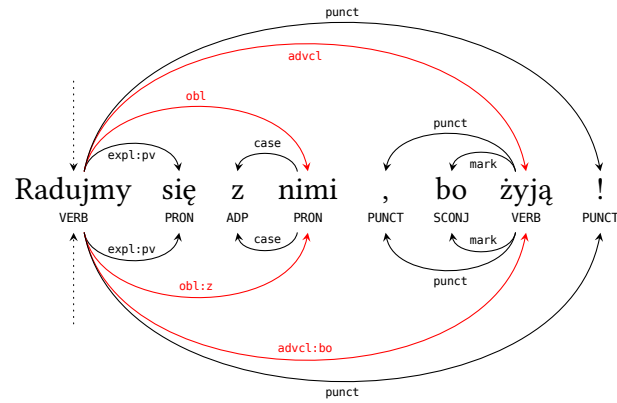 punct
advcl
obl
punct
expl:pv case mark
Radujmy się z nimi , bo żyją !
VERB PRON ADP PRON PUNCT SCONJ VERB PUNCT
expl:pv case mark
punct
obl:z
advcl:bo
punct